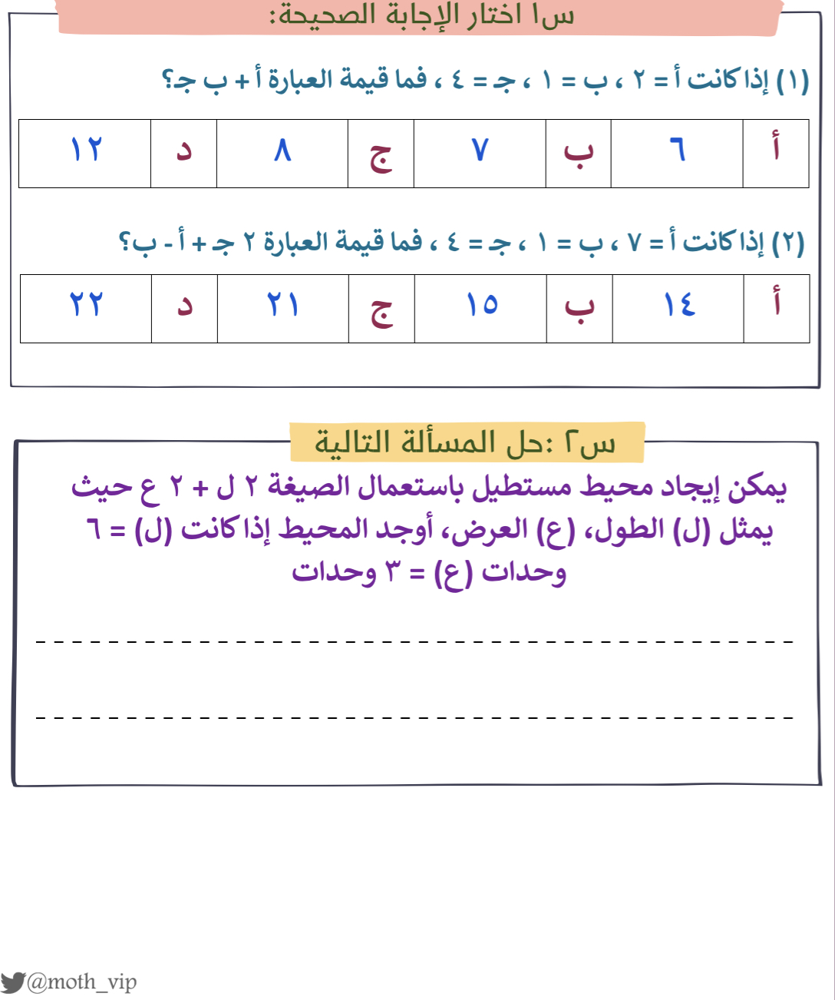 س١ اختار الإجابة الصحيحة:
(١) إذا كانت أ = ٢ ، ب = ١ ، جـ = ٤ ، فما قيمة العبارة أ + ب جـ؟
أ ٦ ب ٧ ج ٨ د ١٢
(٢) إذا كانت أ = ٧ ، ب = ١ ، جـ = ٤ ، فما قيمة العبارة ٢ جـ + أ - ب؟
أ ١٤ ب ١٥ ج ٢١ د ٢٢
س٢ :حل المسألة التالية
يمكن إيجاد محيط مستطيل باستعمال الصيغة ٢ ل + ٢ ع حيث
يمثل (ل) الطول، (ع) العرض، أوجد المحيط إذا كانت (ل) = ٦
وحدات (ع) = ٣ وحدات
@moth_vip